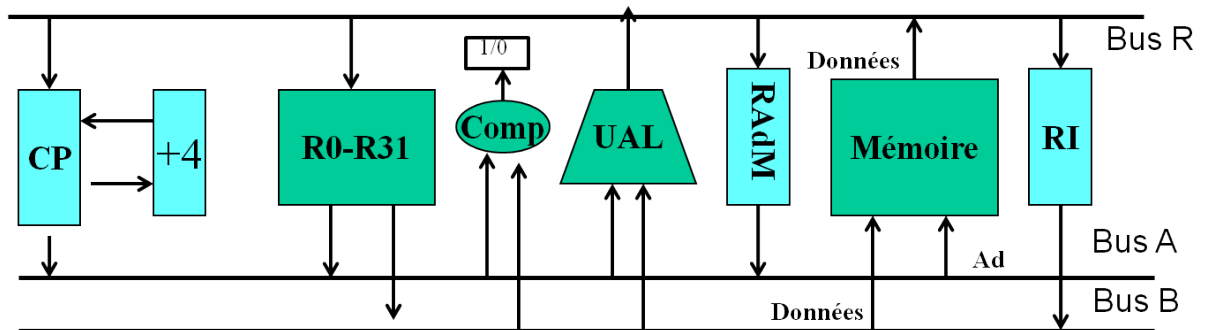 Bus R
1/0
Données
CP
+4
R0-R31
Comp
UAL
RAdM
Mémoire
RI
Bus A
Ad
Bus B
Données